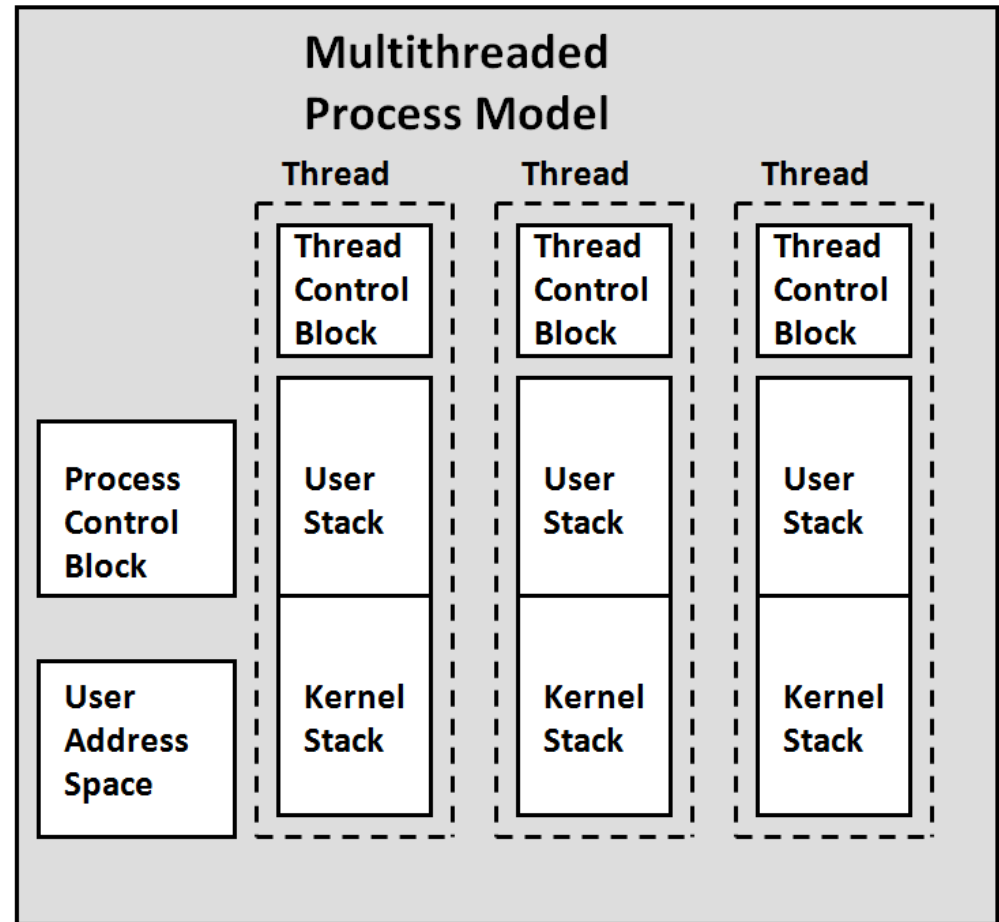 Multithreaded
Process Model
Thread
Thread
Thread
Thread
Control
Block
Thread
Control
Block
Thread
Control
Block
Process
Control
Block
User
Stack
User
Stack
User
Stack
User
Address
Space
Kernel
Stack
Kernel
Stack
Kernel
Stack